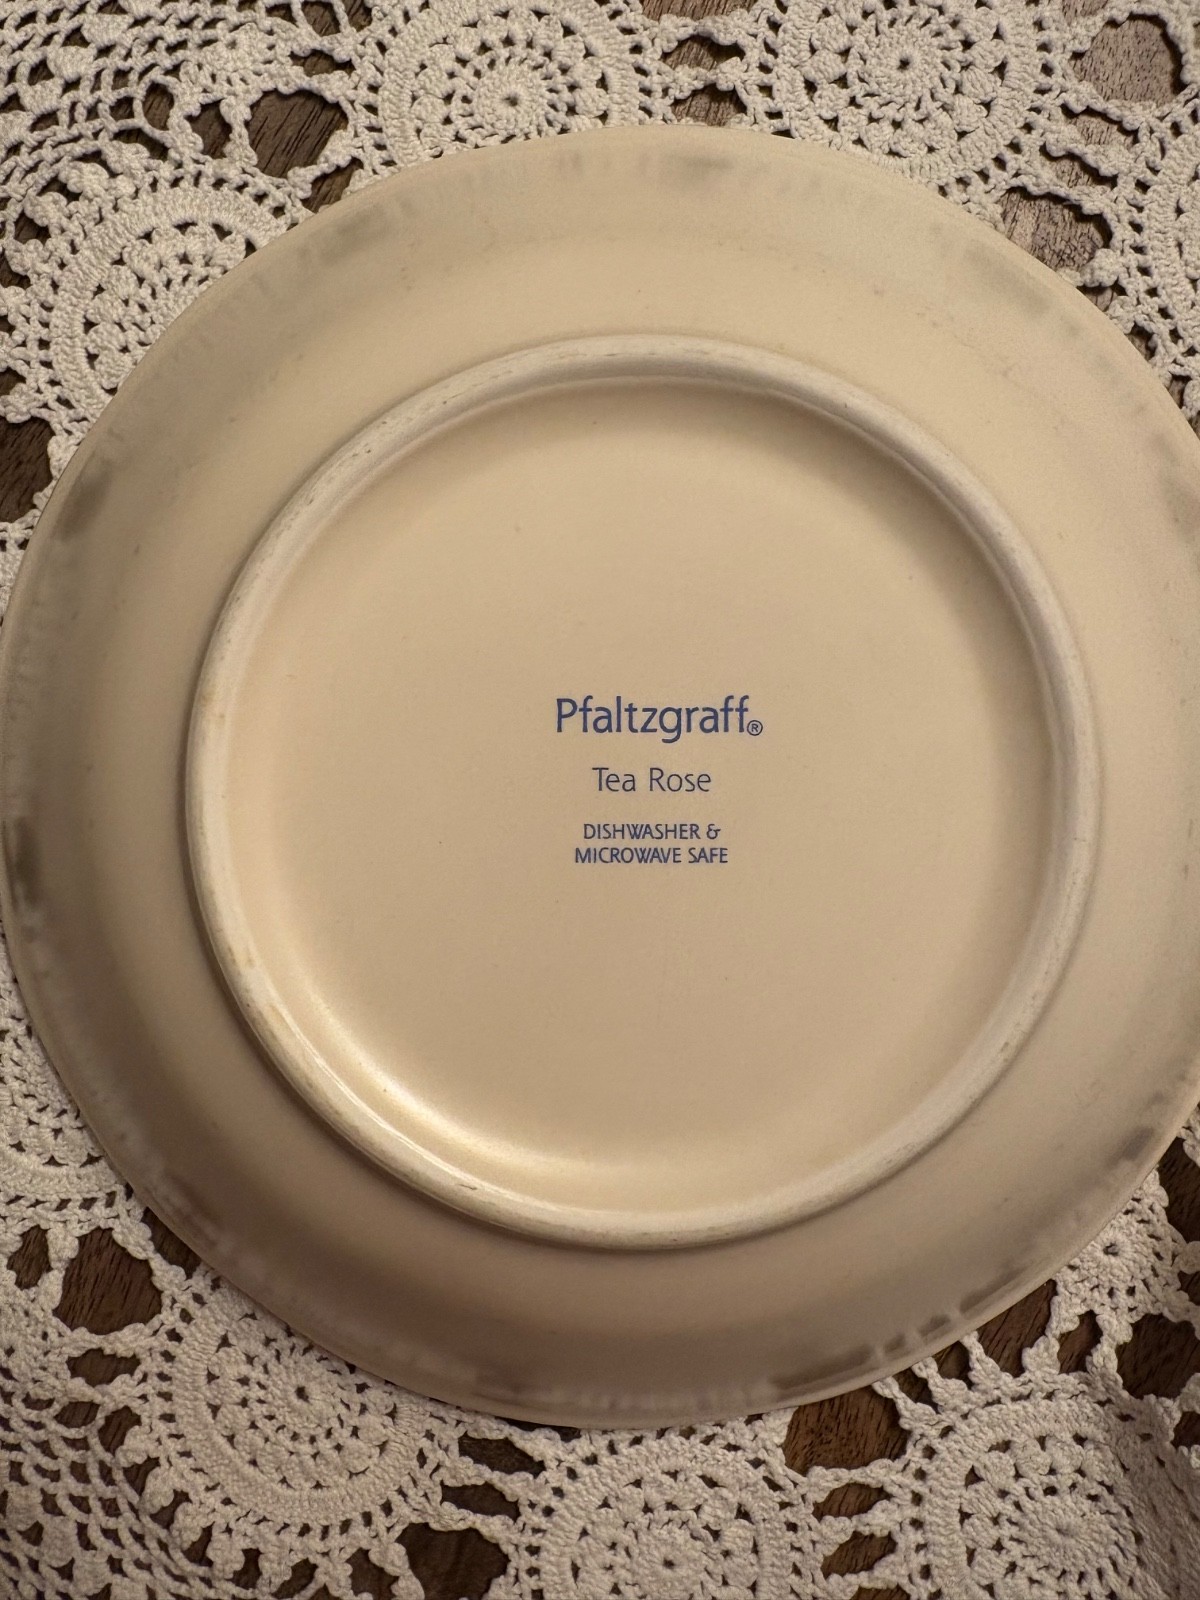 Pfaltzgraff®
Tea Rose
DISHWASHER &
MICROWAVE SAFE